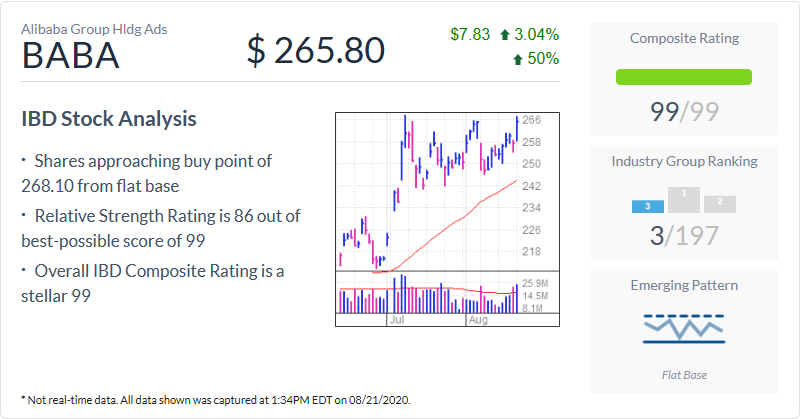 Alibaba Group Hldg Ads
BABA
$ 265.80
$7.83 3.04%
50%
IBD Stock Analysis
· Shares approaching buy point of
268.10 from flat base
· Relative Strength Rating is 86 out of
best-possible score of 99
· Overall IBD Composite Rating is a
stellar 99
266
258
250
242
234
226
218
25.9M
14.5M
8.1M
Jul
Aug
Composite Rating
99/99
Industry Group Ranking
3
1
2
3/197
Emerging Pattern
Flat Base
* Not real-time data. All data shown was captured at 1:34PM EDT on 08/21/2020.